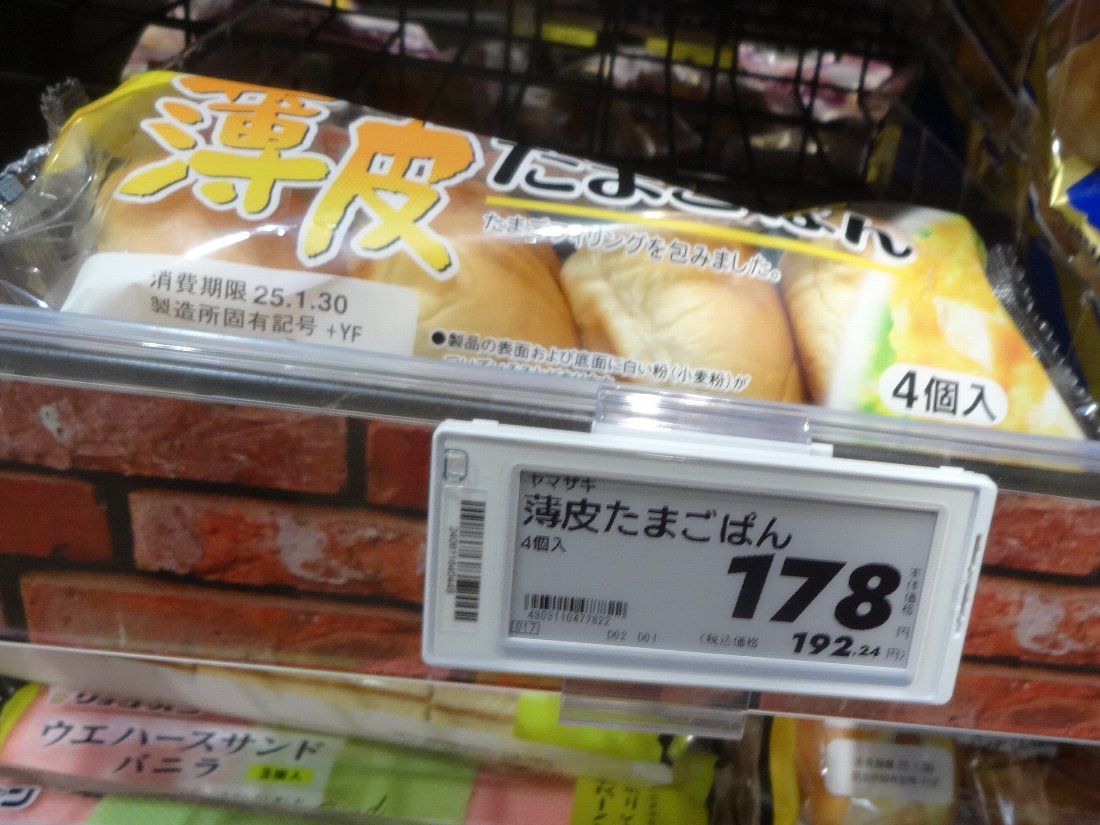 薄皮たまごぱん
たまごフィリングを包みました。
消費期限 25.1.30
製造所固有記号 +YF
●製品の表面および底面に白い粉(小麦粉)が
4個入
ヤマザキ
薄皮たまごぱん
4個入
178
本体価格
円
4903110477822
D17
D02 D01
(税込価格 192.24 円)
ウエハースサンド
バニラ